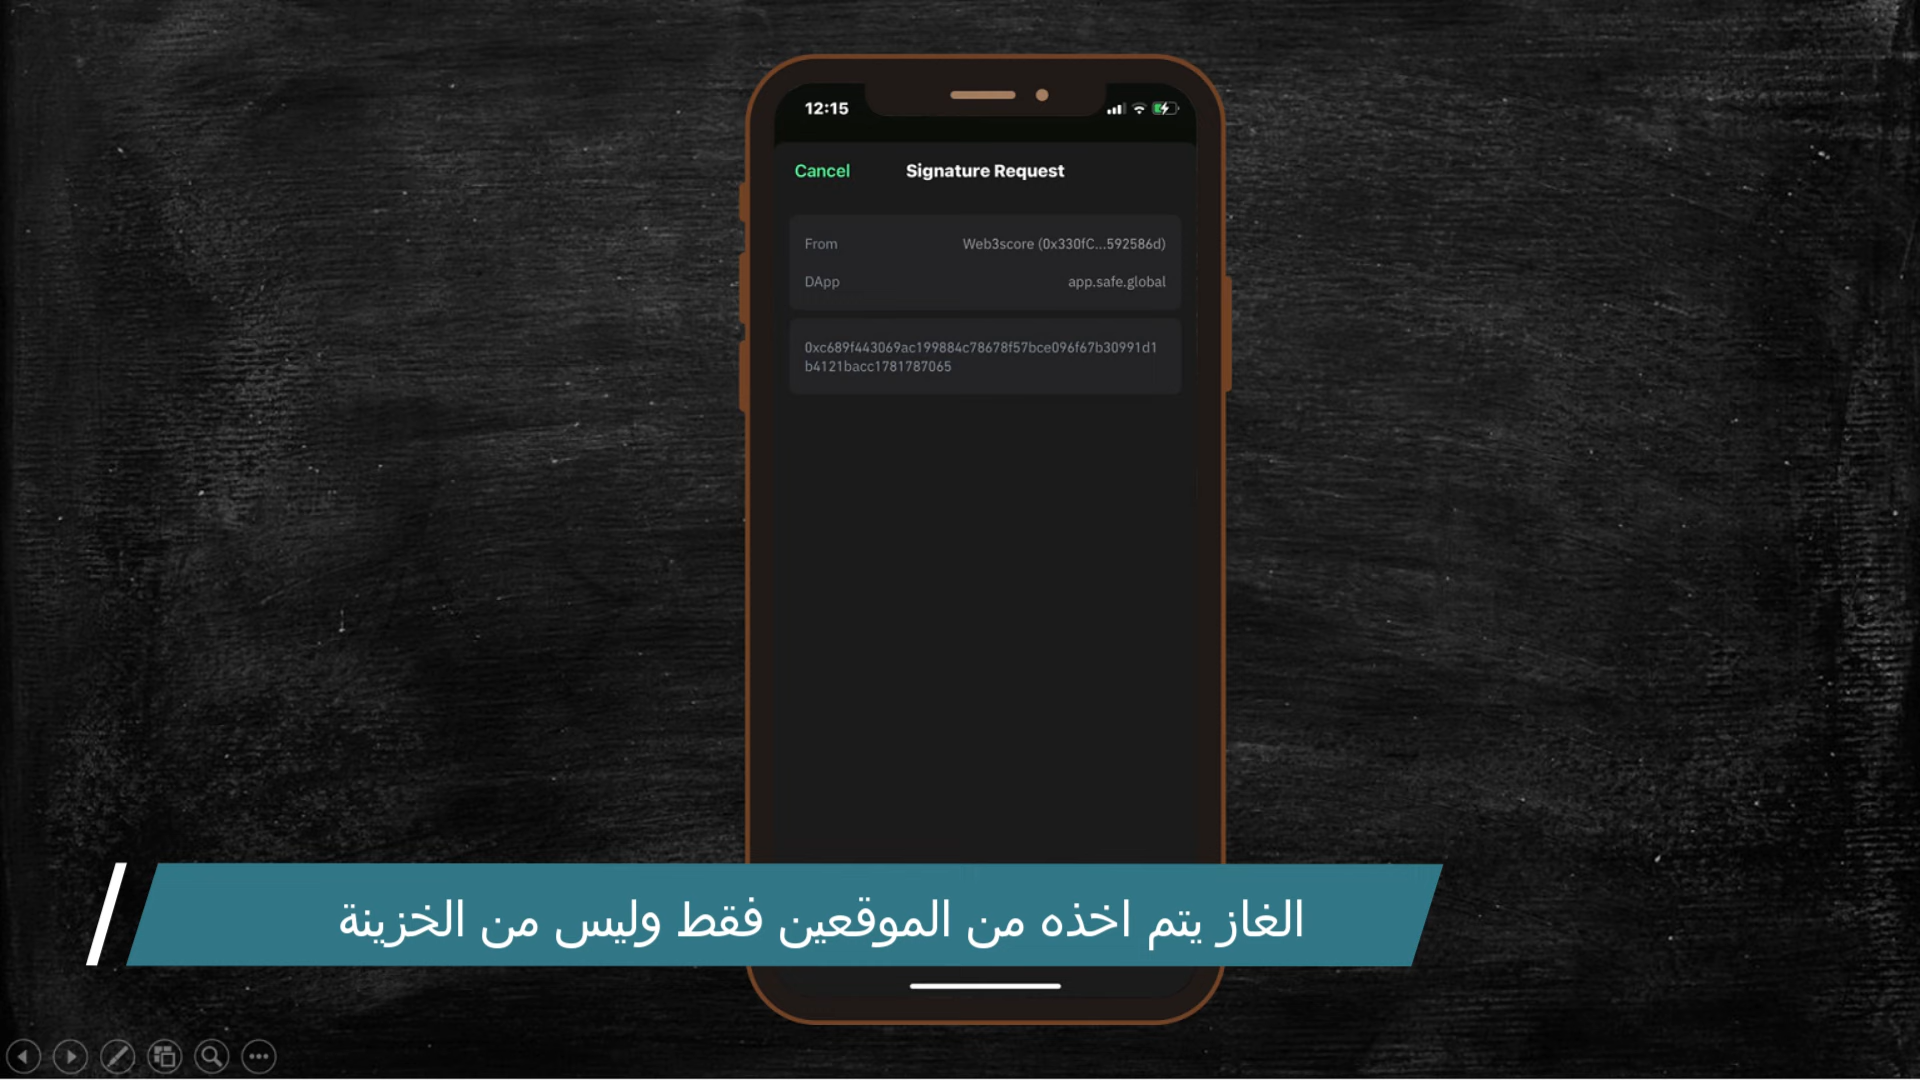 12:15
Cancel
Signature Request
From
Web3score (0x330fC...592586d)
DApp
app.safe.global
0xc689f443069ac199884c78678f57bce096f67b30991d1
b4121bacc1781787065
الغاز يتم اخذه من الموقعين فقط وليس من الخزينة